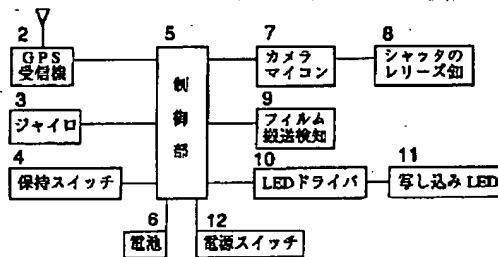 2
GPS
受信機
3
ジャイロ
4
保持スイッチ
5
制
御
部
6
電池
12
電源スイッチ
7
カメラ
マイコン
8
シャッタの
レリーズ釦
9
フィルム
搬送検知
10
LEDドライバ
11
写し込みLED